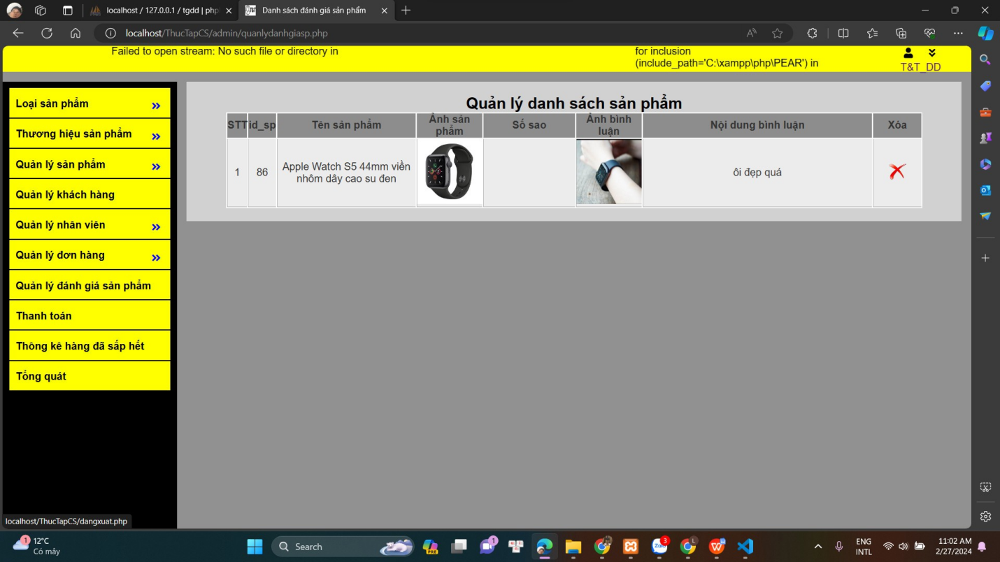 localhost / 127.0.0.1 / tgdd | php
Danh sách đánh giá sản phẩm
localhost/ThucTapCS/admin/quanlydanhgiasp.php
Failed to open stream: No such file or directory in
for inclusion
(include_path='C:\xampp\php\PEAR') in
T&T_DD
Loại sản phẩm
Thương hiệu sản phẩm
Quản lý sản phẩm
Quản lý khách hàng
Quản lý nhân viên
Quản lý đơn hàng
Quản lý đánh giá sản phẩm
Thanh toán
Thông kê hàng đã sắp hết
Tổng quát
Quản lý danh sách sản phẩm
STT id_sp Tên sản phẩm Ảnh sản phẩm Số sao Ảnh bình luận Nội dung bình luận Xóa
1 86 Apple Watch S5 44mm viền nhôm dây cao su đen ôi đẹp quá
localhost/ThucTapCS/dangxuat.php
1
12°C
Có mây
Search
PRE
1
Zalo
3
L
ENG
INTL
11:02 AM
2/27/2024